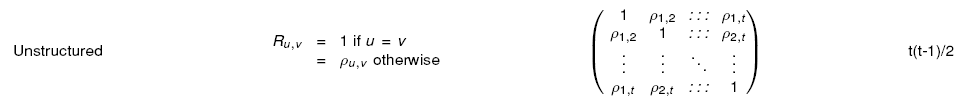 Unstructured
R_{u,v} = 1 if u = v
= ρ_{u,v} otherwise
1 ρ_{1,2} ⋯ ρ_{1,t}
ρ_{1,2} 1 ⋯ ρ_{2,t}
⋮ ⋮ ⋱ ⋮
ρ_{1,t} ρ_{2,t} ⋯ 1
t(t-1)/2